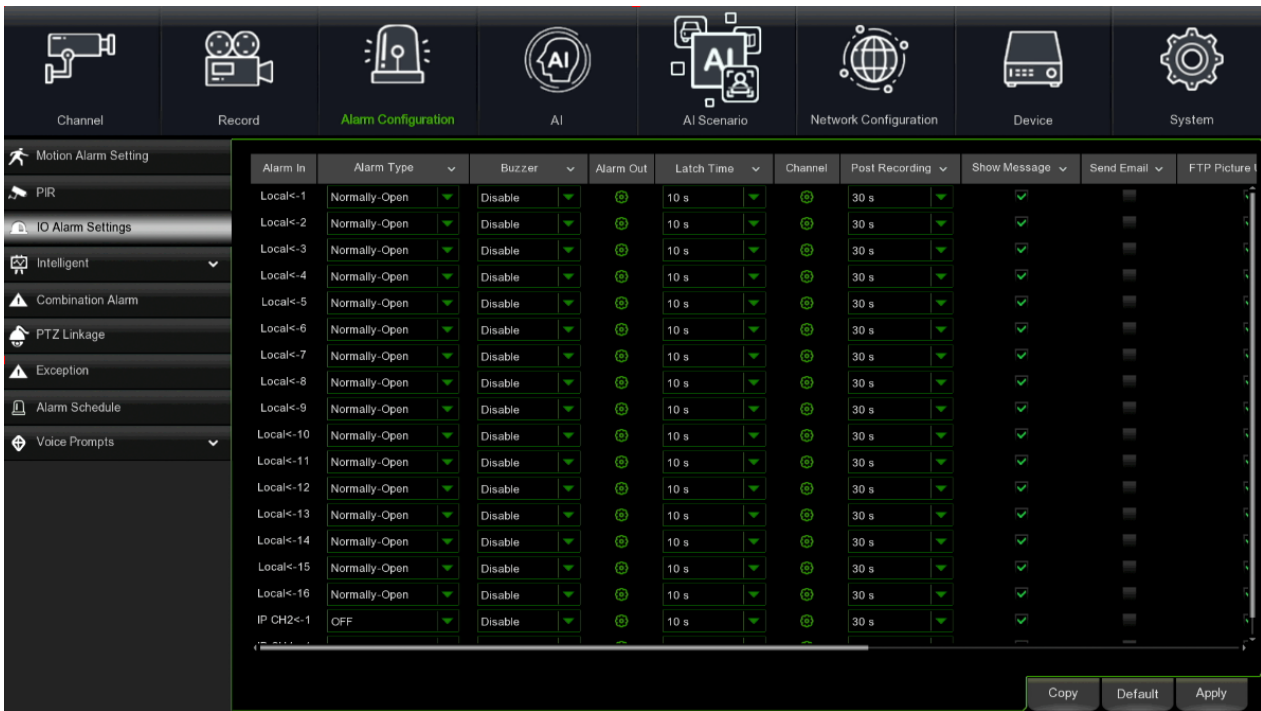 Channel Record Alarm Configuration AI AI Scenario Network Configuration Device System
Motion Alarm Setting
PIR
IO Alarm Settings
Intelligent
Combination Alarm
PTZ Linkage
Exception
Alarm Schedule
Voice Prompts
Alarm In Alarm Type Buzzer Alarm Out Latch Time Channel Post Recording Show Message Send Email FTP Picture
Local<-1 Normally-Open Disable 10 s 30 s
Local<-2 Normally-Open Disable 10 s 30 s
Local<-3 Normally-Open Disable 10 s 30 s
Local<-4 Normally-Open Disable 10 s 30 s
Local<-5 Normally-Open Disable 10 s 30 s
Local<-6 Normally-Open Disable 10 s 30 s
Local<-7 Normally-Open Disable 10 s 30 s
Local<-8 Normally-Open Disable 10 s 30 s
Local<-9 Normally-Open Disable 10 s 30 s
Local<-10 Normally-Open Disable 10 s 30 s
Local<-11 Normally-Open Disable 10 s 30 s
Local<-12 Normally-Open Disable 10 s 30 s
Local<-13 Normally-Open Disable 10 s 30 s
Local<-14 Normally-Open Disable 10 s 30 s
Local<-15 Normally-Open Disable 10 s 30 s
Local<-16 Normally-Open Disable 10 s 30 s
IP CH2<-1 OFF Disable 10 s 30 s
Copy Default Apply